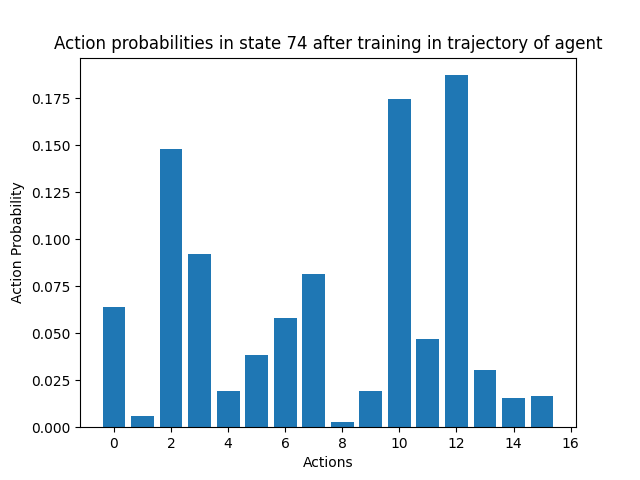 Action probabilities in state 74 after training in trajectory of agent
0.175
0.150
0.125
0.100
0.075
0.050
0.025
0.000
Action Probability
0 2 4 6 8 10 12 14 16
Actions